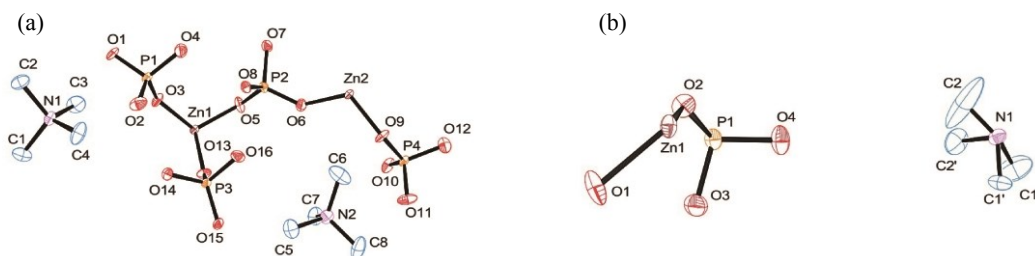 (a)
(b)
O7
O1
O4
P1
C2
C3
O8
P2
Zn2
O2
C2
O3
N1
O2
Zn1
O5
O6
O9
O12
P1
O4
N1
Zn1
C1
C4
C6
P4
C2'
O13
O16
O10
O1
O3
C1'
C1
O14
P3
O11
C7
N2
O15
C5
C8